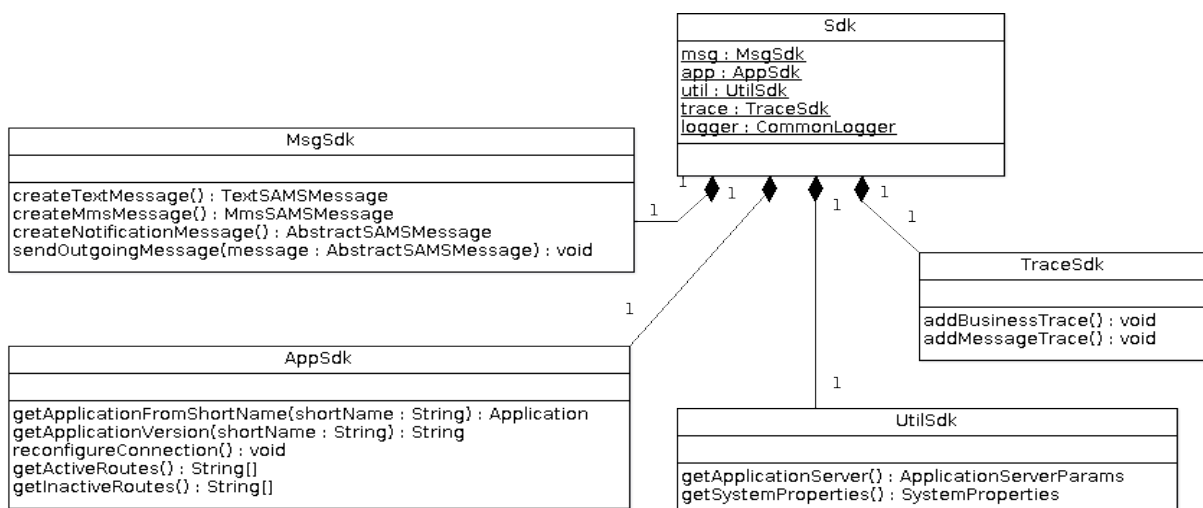 Sdk
msg : MsgSdk
app : AppSdk
util : UtilSdk
trace : TraceSdk
logger : CommonLogger
MsgSdk
createTextMessage() : TextSAMSMessage
createMmsMessage() : MmsSAMSMessage
createNotificationMessage() : AbstractSAMSMessage
sendOutgoingMessage(message : AbstractSAMSMessage) : void
1
1
1
1
1
1
1
1
TraceSdk
addBusinessTrace() : void
addMessageTrace() : void
AppSdk
getApplicationFromShortName(shortName : String) : Application
getApplicationVersion(shortName : String) : String
reconfigureConnection() : void
getActiveRoutes() : String[]
getInactiveRoutes() : String[]
UtilSdk
getApplicationServer() : ApplicationServerParams
getSystemProperties() : SystemProperties